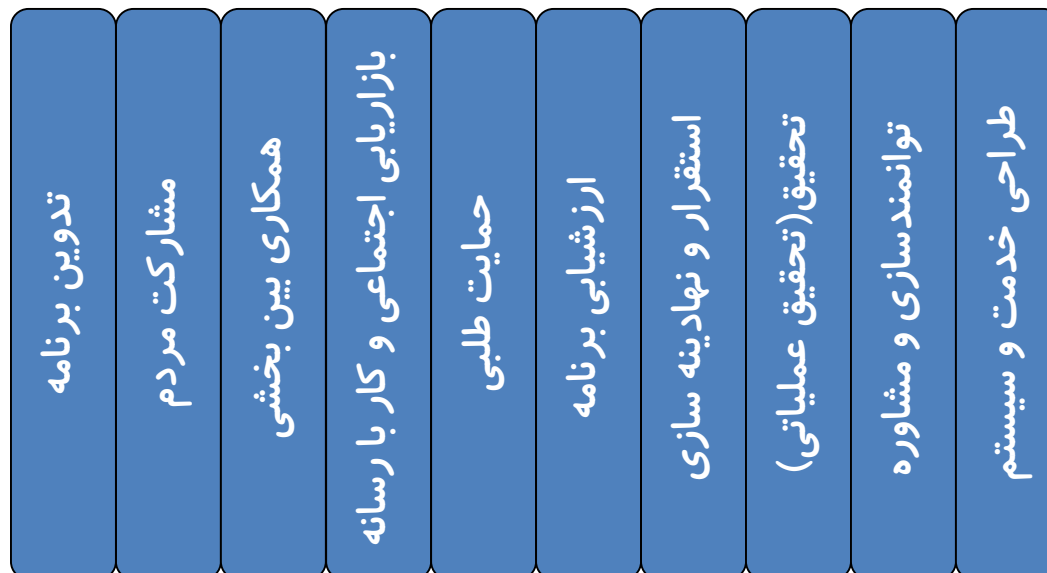 طراحی خدمت و سیستم
توانمندسازی و مشاوره
تحقیق(تحقیق عملیاتی)
استقرار و نهادینه سازی
ارزشیابی برنامه
حمایت طلبی
بازاریابی اجتماعی و کار با رسانه
همکاری بین بخشی
مشارکت مردم
تدوین برنامه